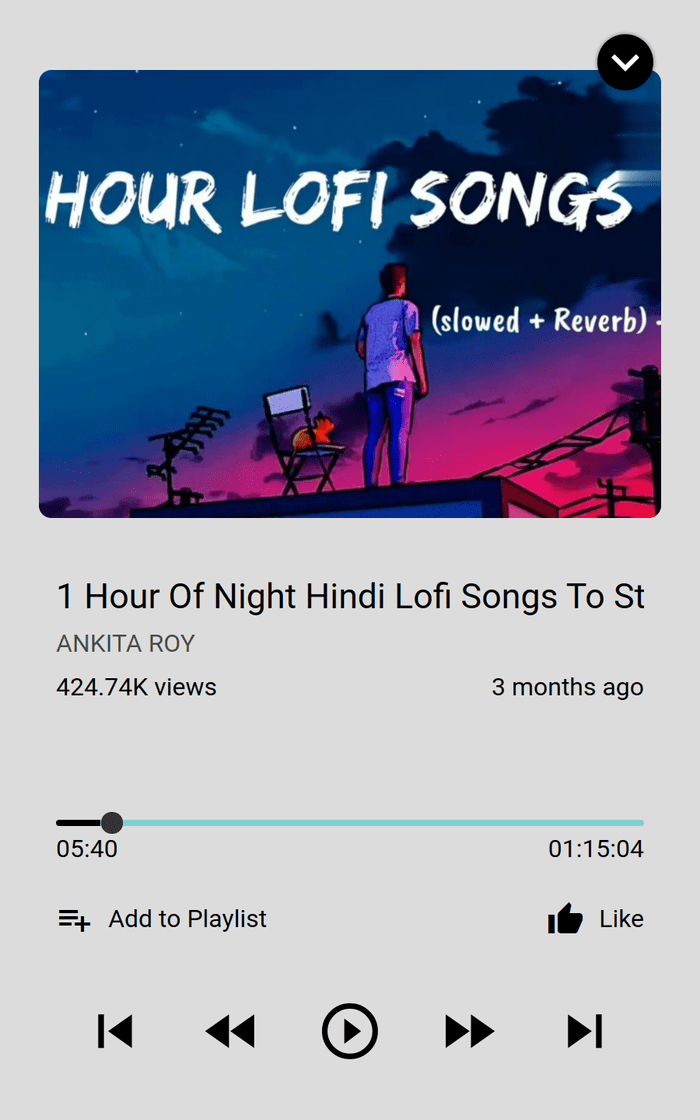 HOUR LOFI SONGS
(slowed + Reverb) -
1 Hour Of Night Hindi Lofi Songs To St
ANKITA ROY
424.74K views
3 months ago
05:40
01:15:04
Add to Playlist
Like